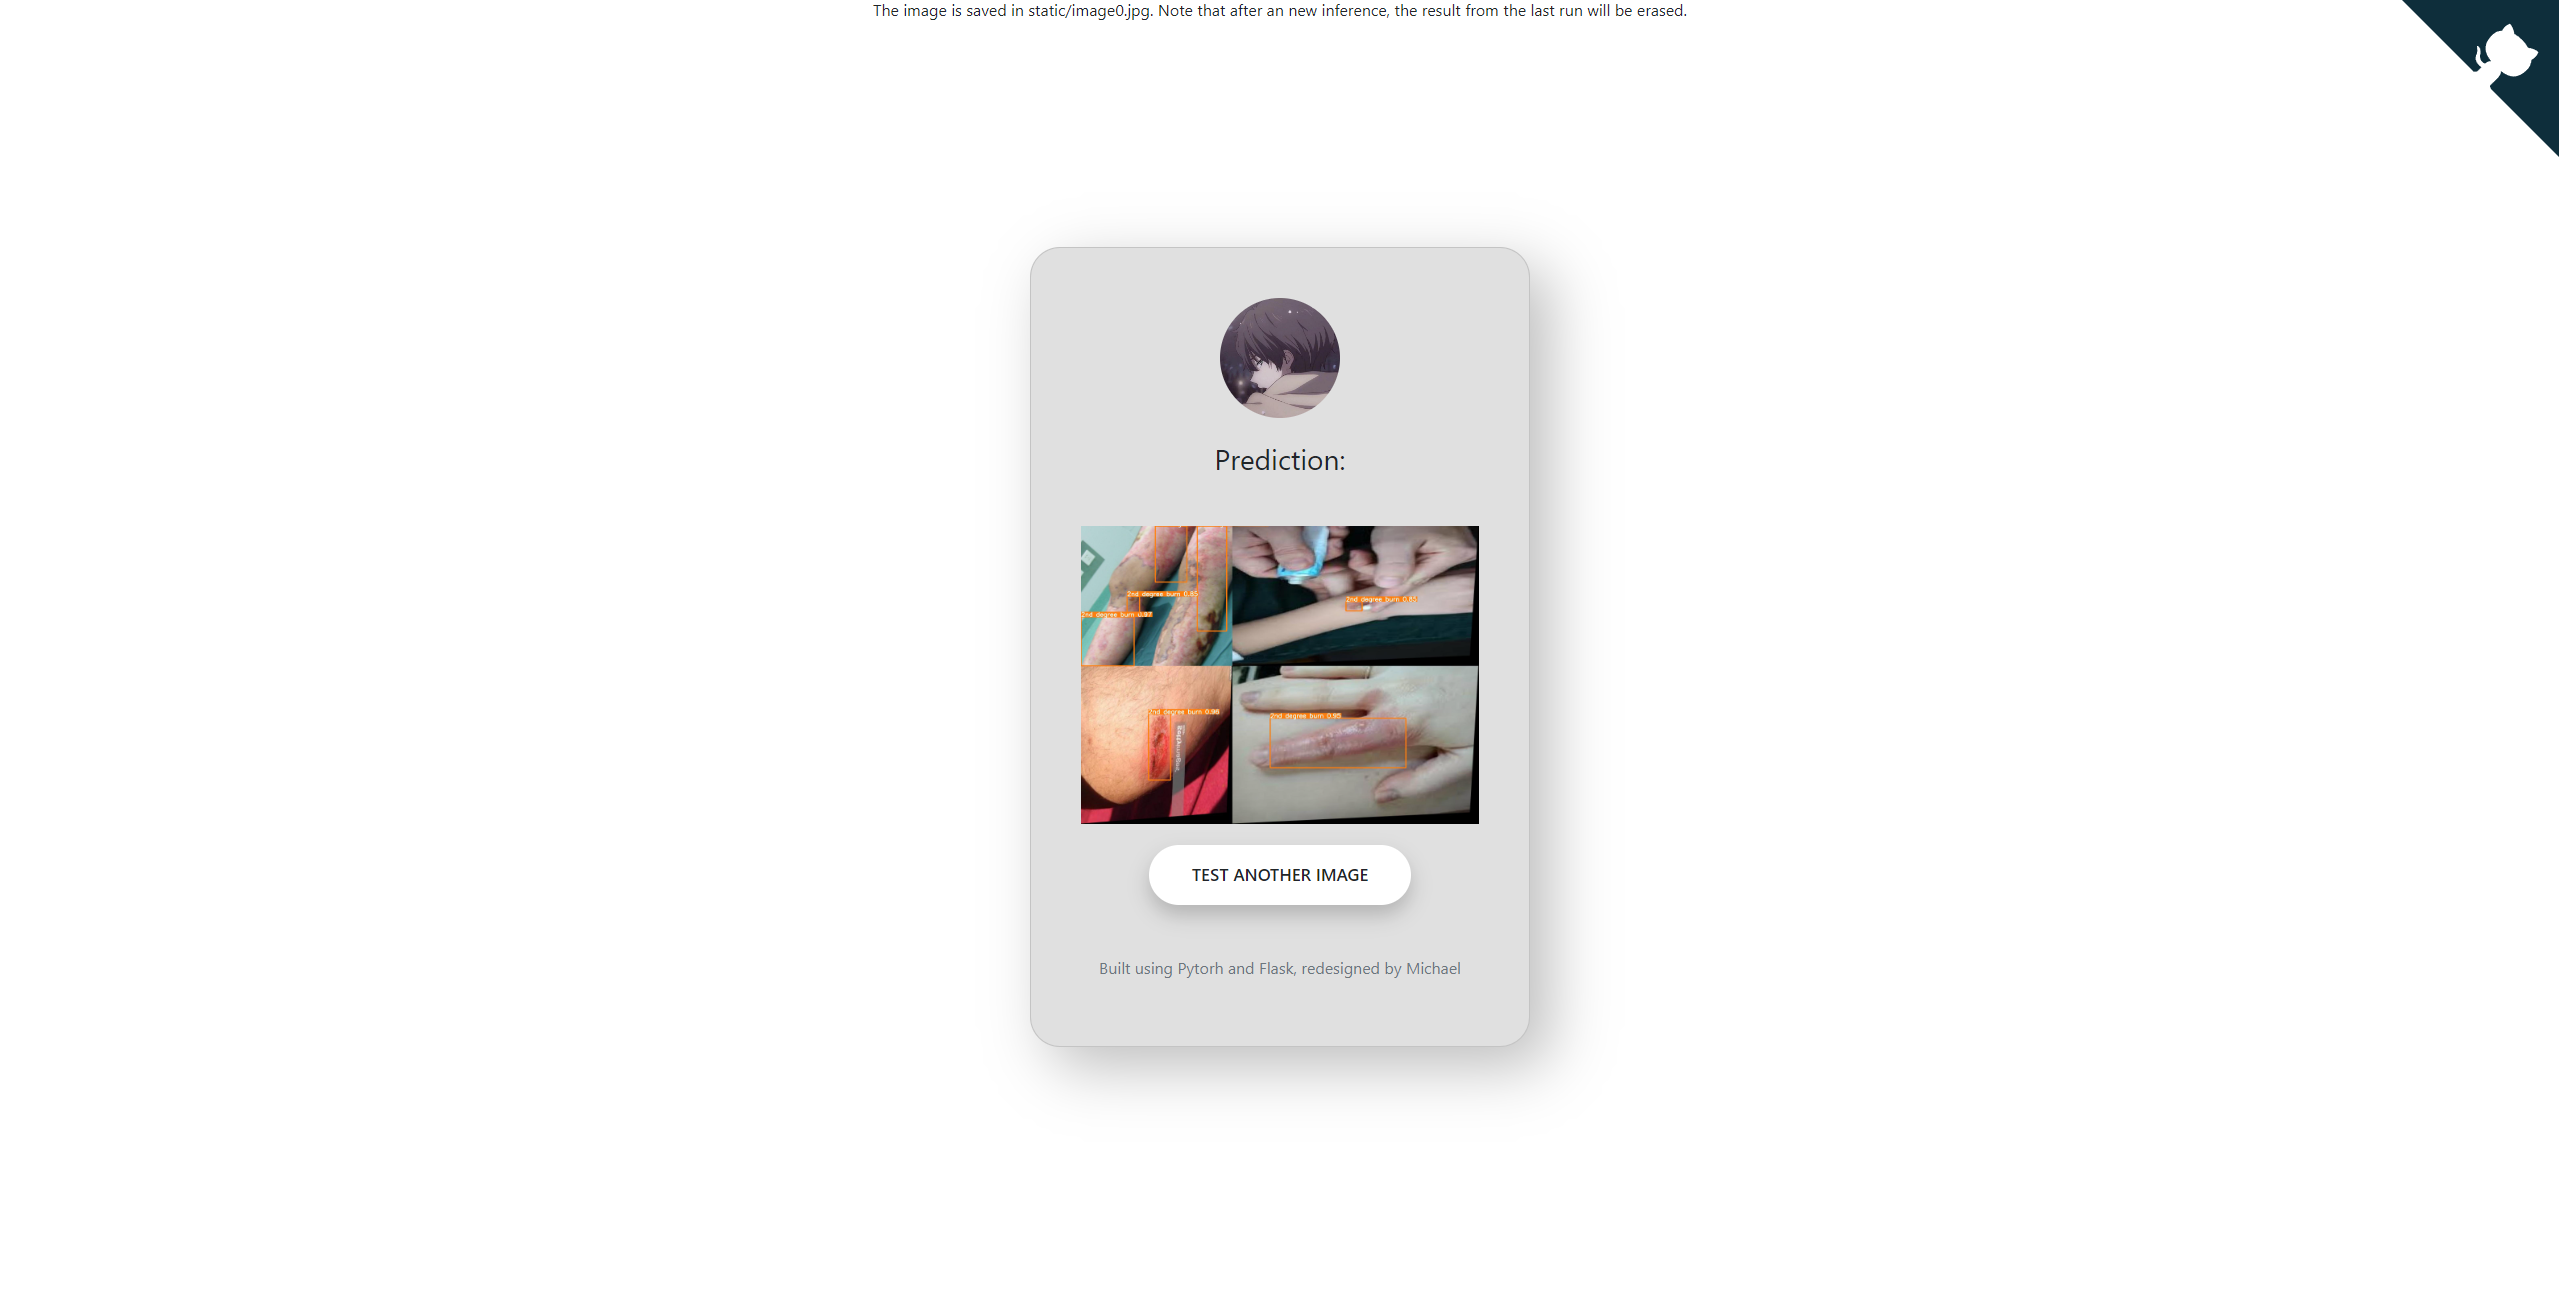 The image is saved in static/image0.jpg. Note that after an new inference, the result from the last run will be erased.
Prediction:
2nd degree burn 0.85
2nd degree burn 0.97
2nd degree burn
2nd degree burn 0.96
2nd degree burn 0.95
TEST ANOTHER IMAGE
Built using Pytorh and Flask, redesigned by Michael